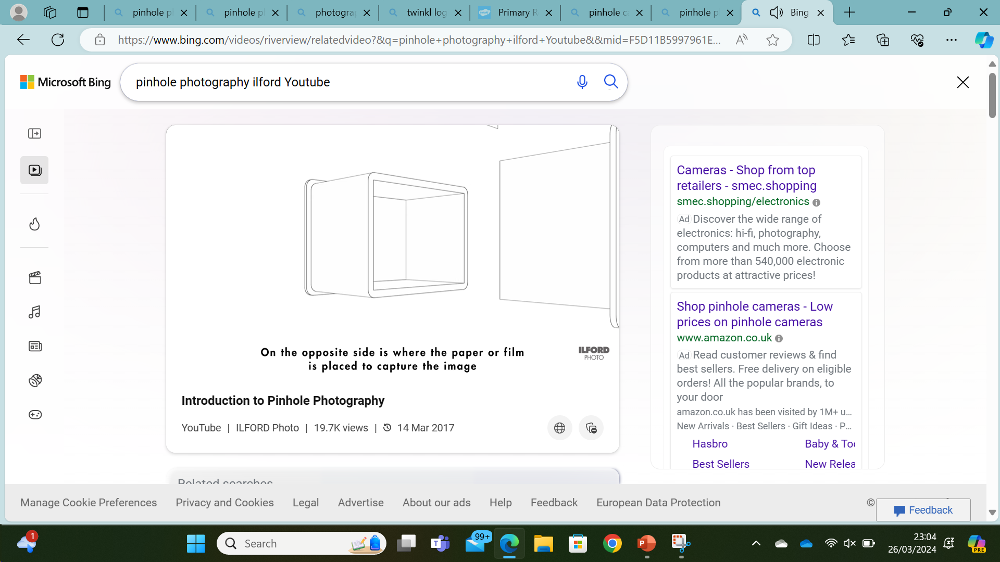 pinhole p
pinhole p
photogra
twinkl log
Primary R
pinhole c
pinhole p
Bing
https://www.bing.com/videos/riverview/relatedvideo?&q=pinhole+photography+ilford+Youtube&&mid=F5D11B5997961E...
Microsoft Bing
pinhole photography ilford Youtube
On the opposite side is where the paper or film
is placed to capture the image
ILFORD
PHOTO
Introduction to Pinhole Photography
YouTube | ILFORD Photo | 19.7K views | 14 Mar 2017
Cameras - Shop from top
retailers - smec.shopping
smec.shopping/electronics
Ad Discover the wide range of
electronics: hi-fi, photography,
computers and much more. Choose
from more than 540,000 electronic
products at attractive prices!
Shop pinhole cameras - Low
prices on pinhole cameras
www.amazon.co.uk
Ad Read customer reviews & find
best sellers. Free delivery on eligible
orders! All the popular brands, to
your door
amazon.co.uk has been visited by 1M+ u...
New Arrivals · Best Sellers · Gift Ideas · P...
Hasbro Baby & To
Best Sellers New Relea
Related searches
Manage Cookie Preferences Privacy and Cookies Legal Advertise About our ads Help Feedback European Data Protection ©
Feedback
1
Search
99+
23:04
26/03/2024
PRE